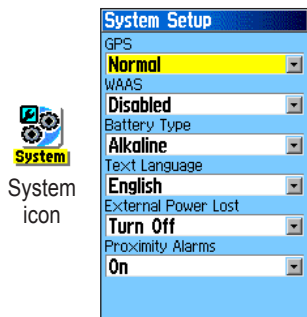 System
System
icon
System Setup
GPS
Normal
WAAS
Disabled
Battery Type
Alkaline
Text Language
English
External Power Lost
Turn Off
Proximity Alarms
On